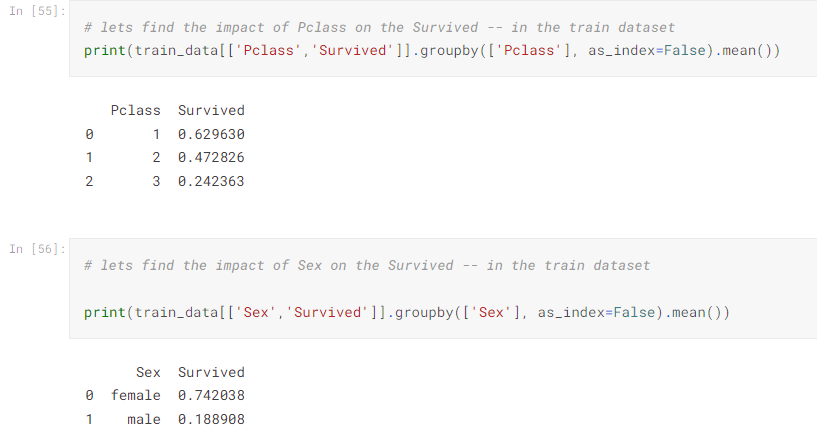 In [55]:
# lets find the impact of Pclass on the Survived -- in the train dataset
print(train_data[['Pclass','Survived']].groupby(['Pclass'], as_index=False).mean())
Pclass Survived
0 1 0.629630
1 2 0.472826
2 3 0.242363
In [56]:
# lets find the impact of Sex on the Survived -- in the train dataset
print(train_data[['Sex','Survived']].groupby(['Sex'], as_index=False).mean())
Sex Survived
0 female 0.742038
1 male 0.188908